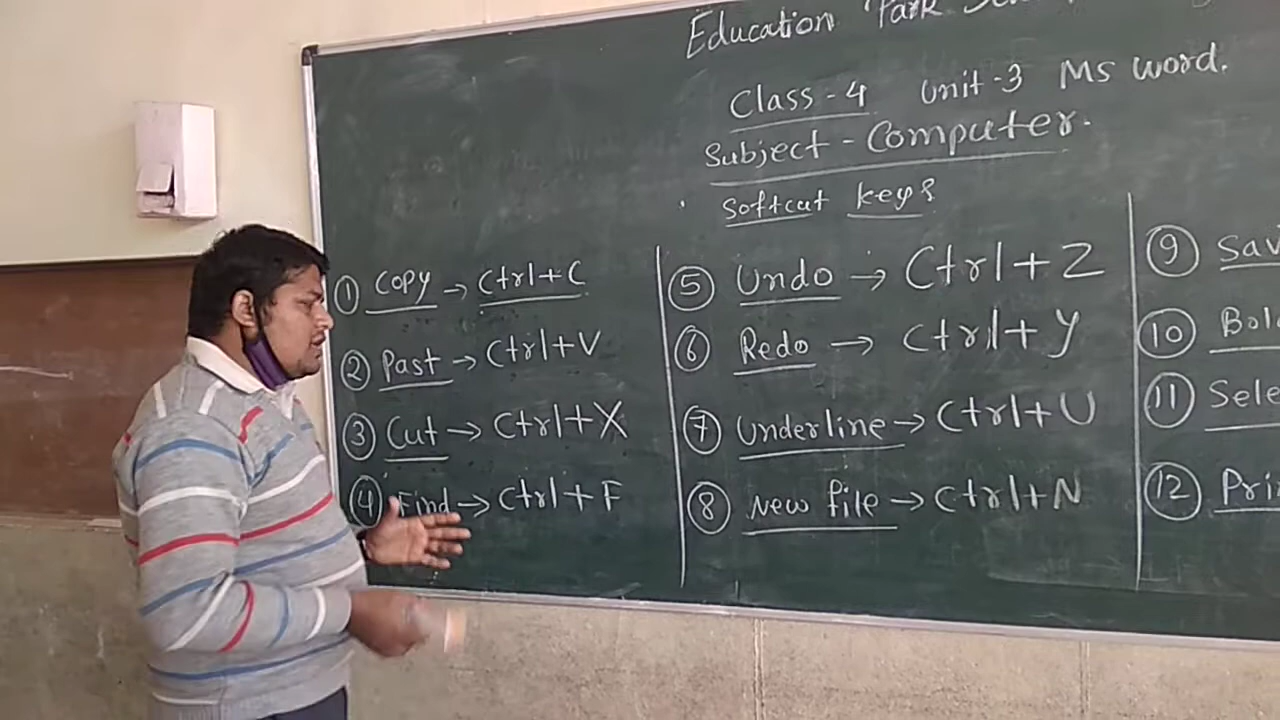 Education Park
Class - 4 Unit - 3 MS Word.
Subject - Computer.
Softcut keys
① Copy → Ctrl + C
② Past → Ctrl + V
③ Cut → Ctrl + X
④ Find → Ctrl + F
⑤ Undo → Ctrl + Z
⑥ Redo → Ctrl + Y
⑦ Underline → Ctrl + U
⑧ New file → Ctrl + N
⑨
⑩
⑪
⑫